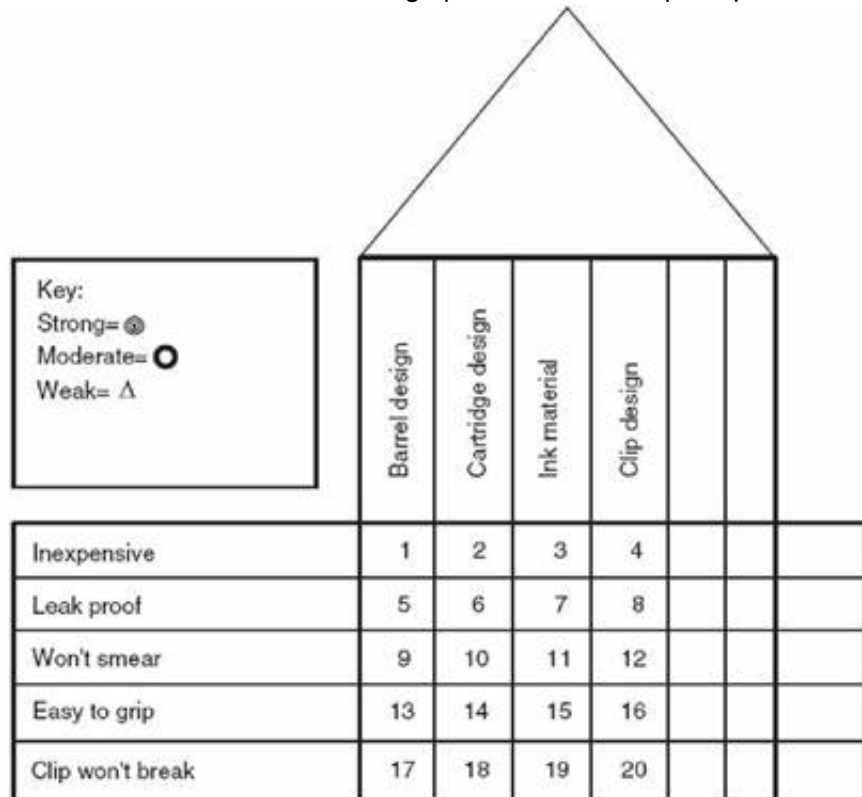 Key:
Strong= ◎
Moderate= O
Weak= Δ
Barrel design
Cartridge design
Ink material
Clip design
Inexpensive 1 2 3 4
Leak proof 5 6 7 8
Won't smear 9 10 11 12
Easy to grip 13 14 15 16
Clip won't break 17 18 19 20